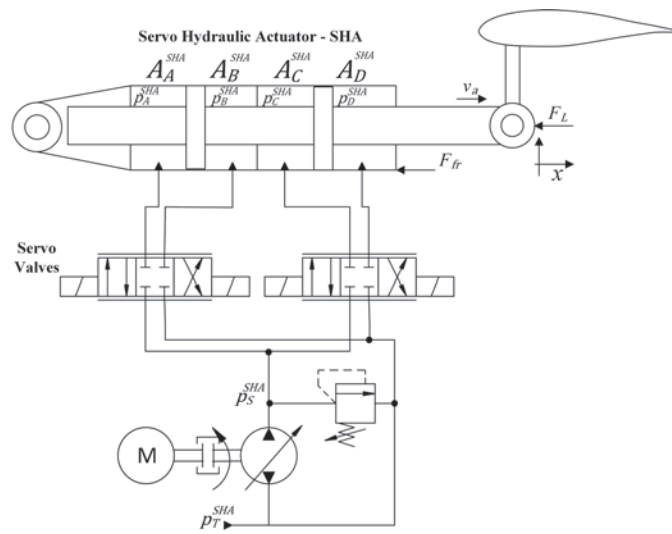 Servo Hydraulic Actuator - SHA
A_A^SHA A_B^SHA A_C^SHA A_D^SHA
p_A^SHA p_B^SHA p_C^SHA p_D^SHA
v_a
F_L
F_fr
x
Servo
Valves
p_S^SHA
M
p_T^SHA